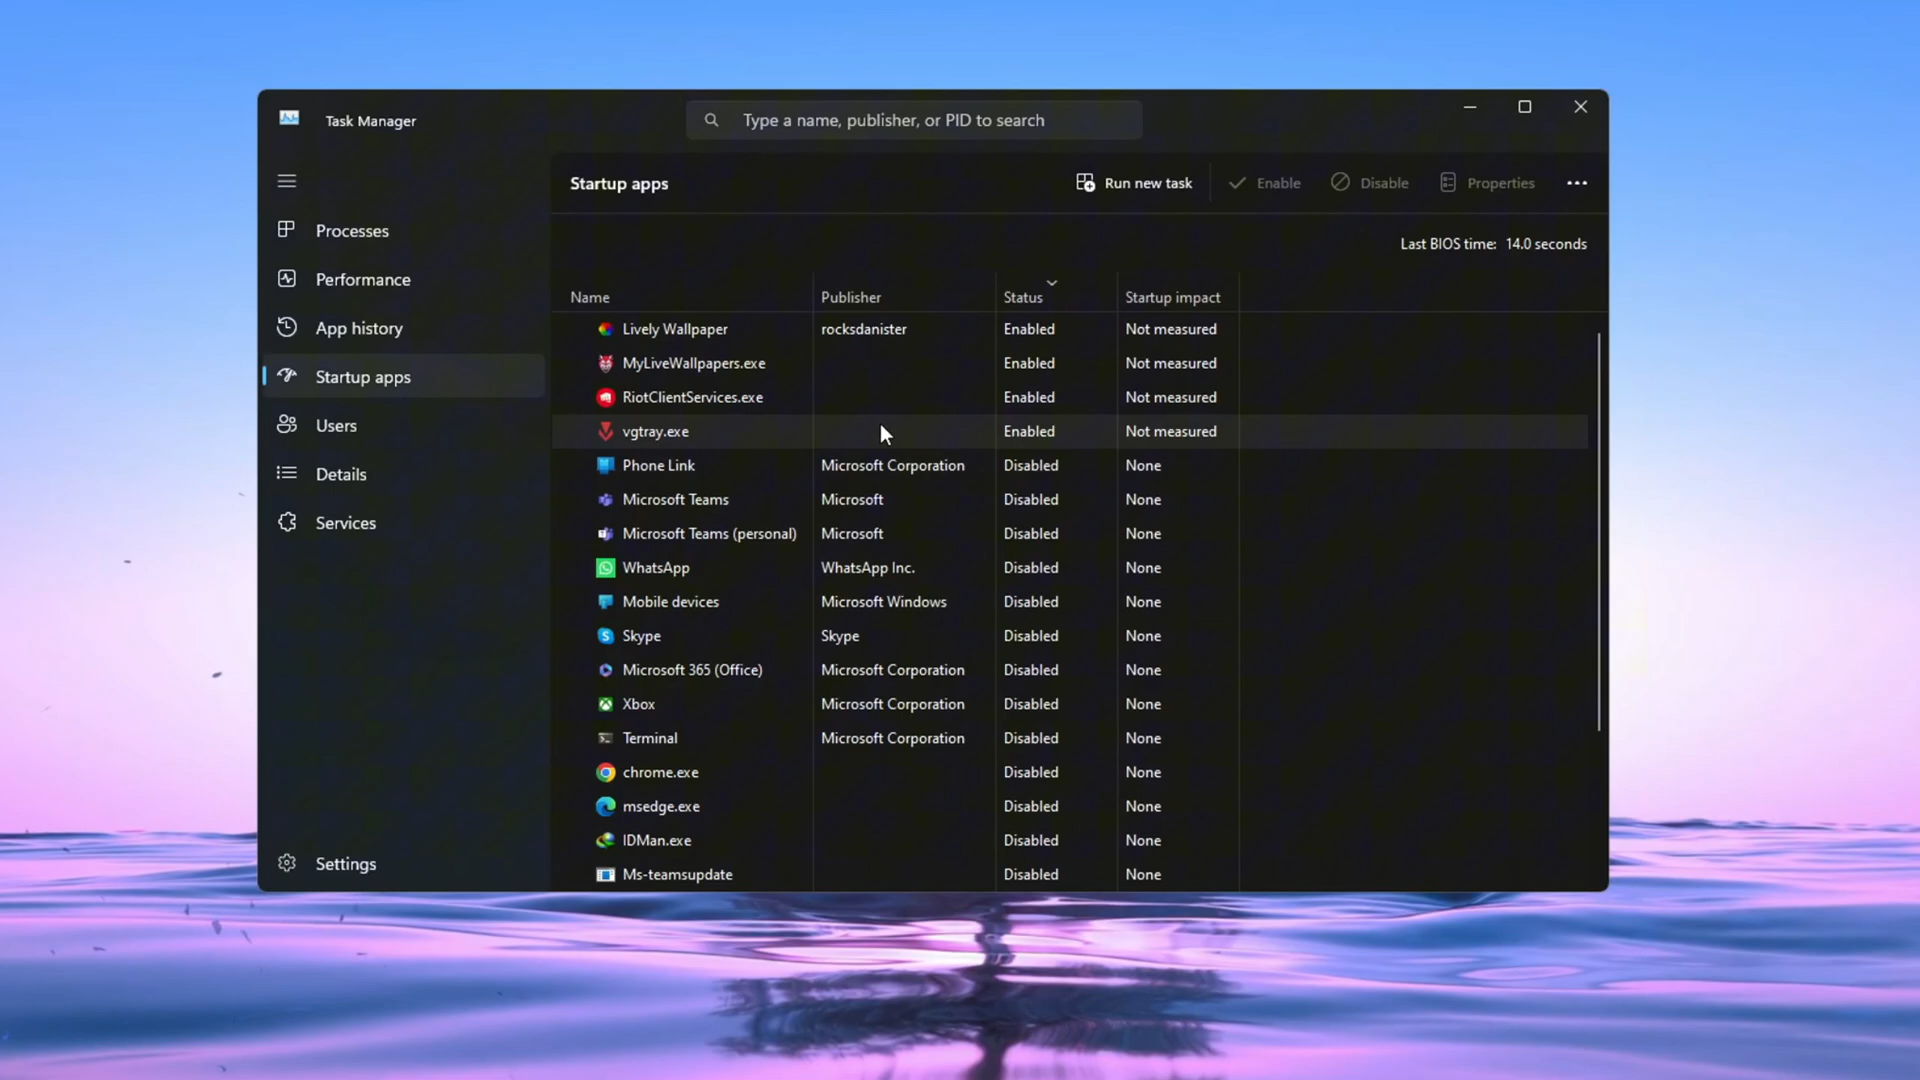 Task Manager
Type a name, publisher, or PID to search
Startup apps Run new task Enable Disable Properties
Processes
Performance
App history
Startup apps
Users
Details
Services
Settings
Last BIOS time: 14.0 seconds
Name Publisher Status Startup impact
Lively Wallpaper rocksdanister Enabled Not measured
MyLiveWallpapers.exe Enabled Not measured
RiotClientServices.exe Enabled Not measured
vgtray.exe Enabled Not measured
Phone Link Microsoft Corporation Disabled None
Microsoft Teams Microsoft Disabled None
Microsoft Teams (personal) Microsoft Disabled None
WhatsApp WhatsApp Inc. Disabled None
Mobile devices Microsoft Windows Disabled None
Skype Skype Disabled None
Microsoft 365 (Office) Microsoft Corporation Disabled None
Xbox Microsoft Corporation Disabled None
Terminal Microsoft Corporation Disabled None
chrome.exe Disabled None
msedge.exe Disabled None
IDMan.exe Disabled None
Ms-teamsupdate Disabled None